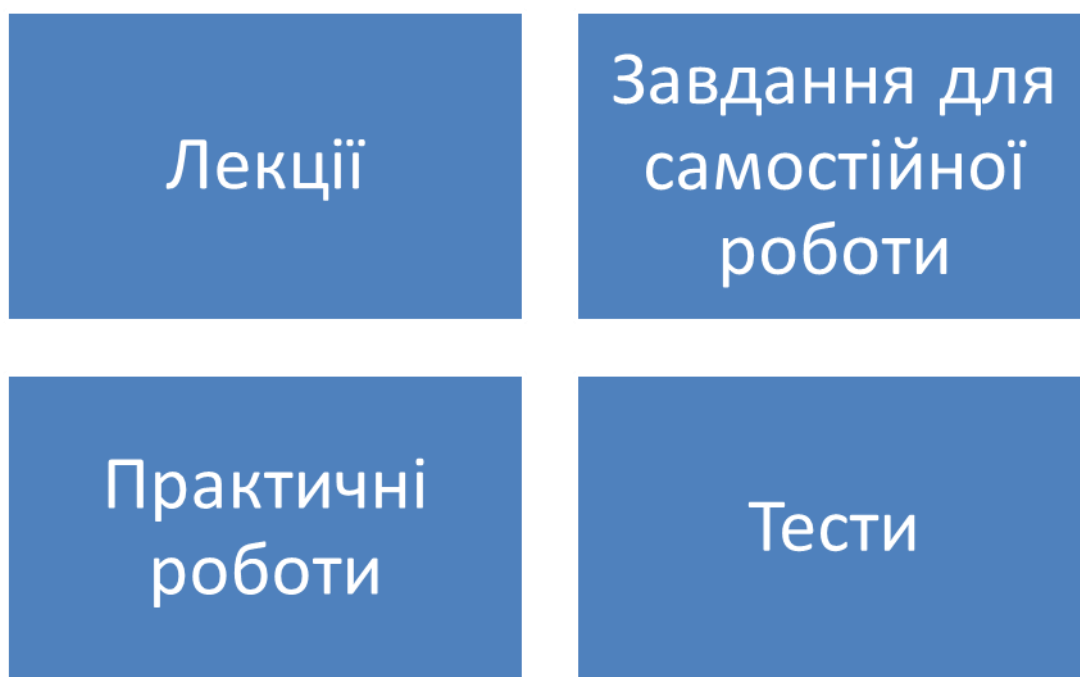 Лекції
Завдання для
самостійної
роботи
Практичні
роботи
Тести